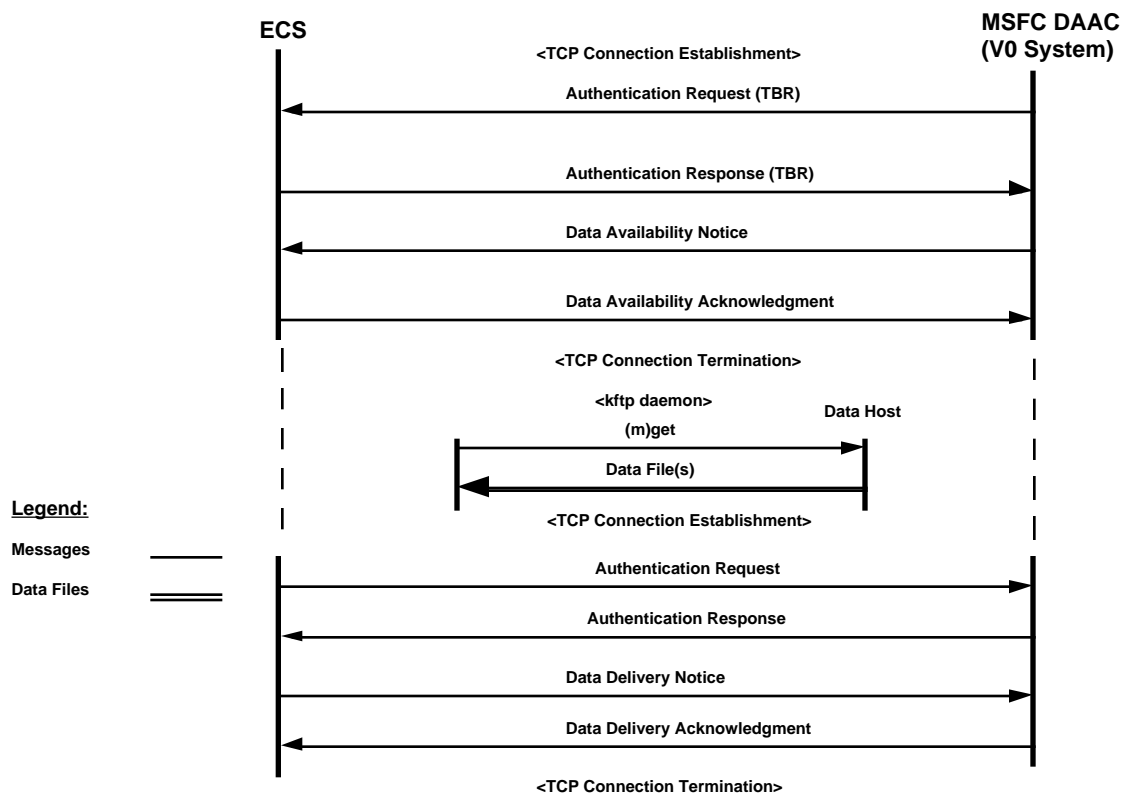 ECS
MSFC DAAC
(V0 System)
<TCP Connection Establishment>
Authentication Request (TBR)
Authentication Response (TBR)
Data Availability Notice
Data Availability Acknowledgment
<TCP Connection Termination>
<kftp daemon>
Data Host
(m)get
Data File(s)
Legend:
<TCP Connection Establishment>
Messages
Authentication Request
Data Files
Authentication Response
Data Delivery Notice
Data Delivery Acknowledgment
<TCP Connection Termination>